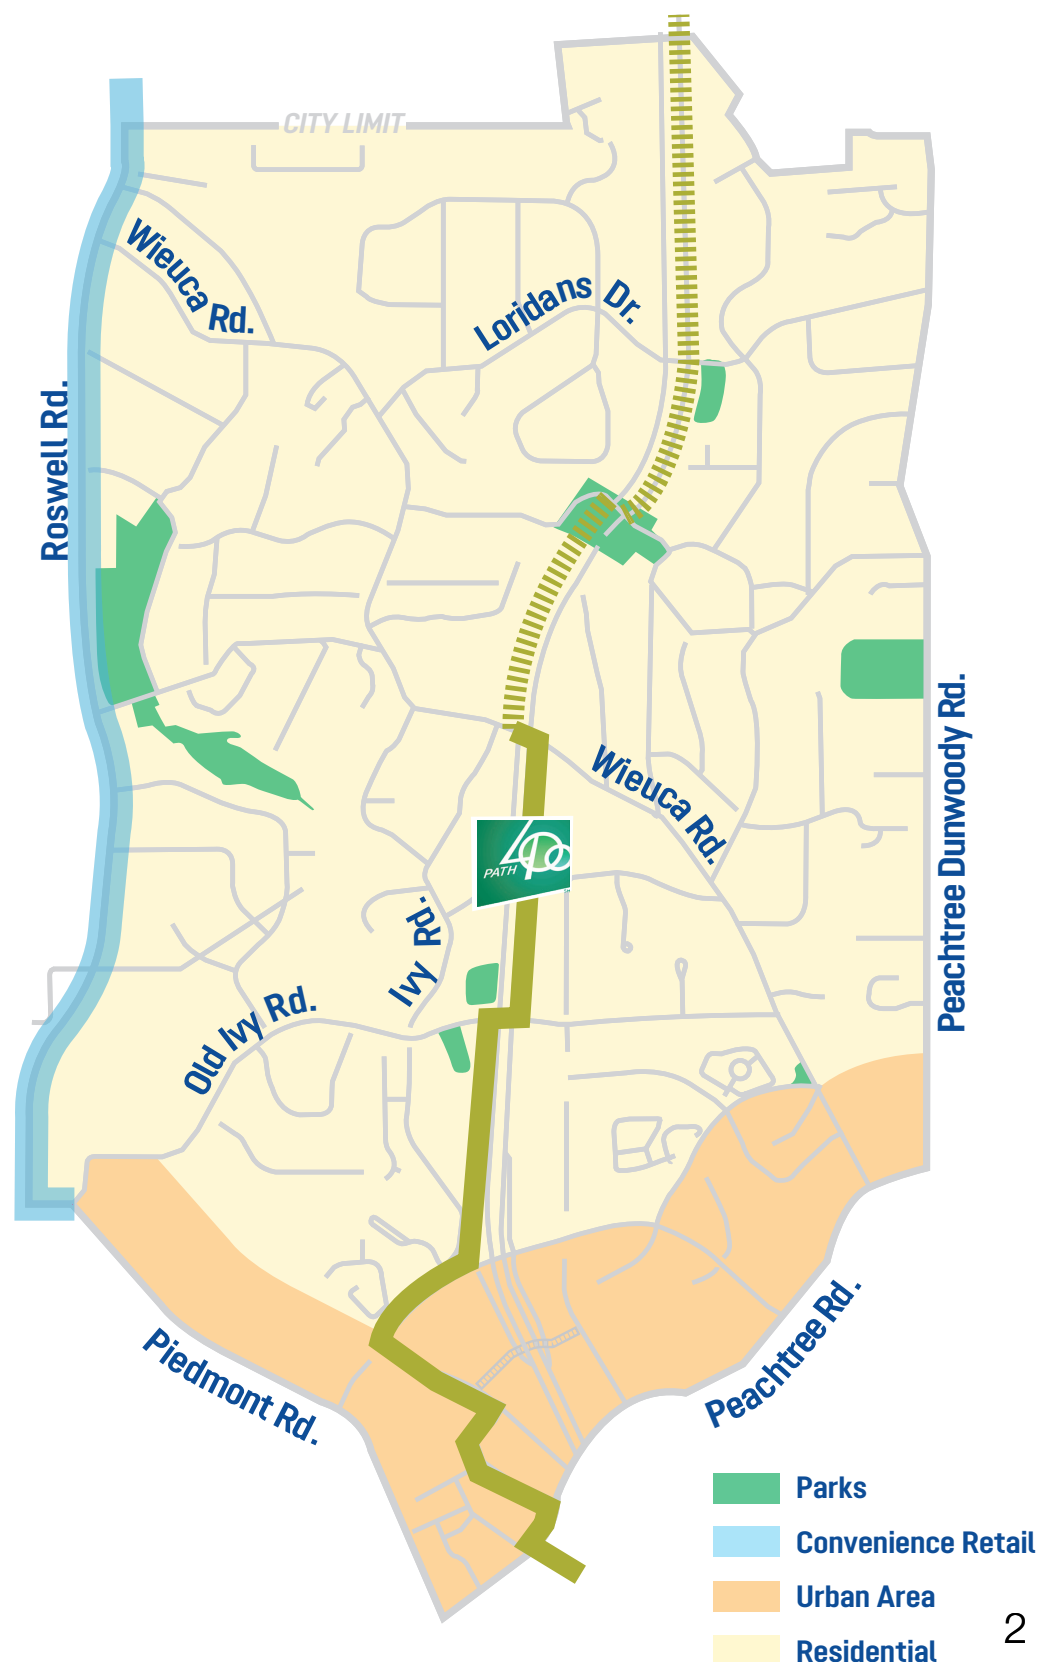 CITY LIMIT
Wieuca Rd.
Loridans Dr.
Roswell Rd.
Wieuca Rd.
Peachtree Dunwoody Rd.
PATH
400
Ivy Rd.
Old Ivy Rd.
Piedmont Rd.
Peachtree Rd.
Parks
Convenience Retail
Urban Area
Residential
2